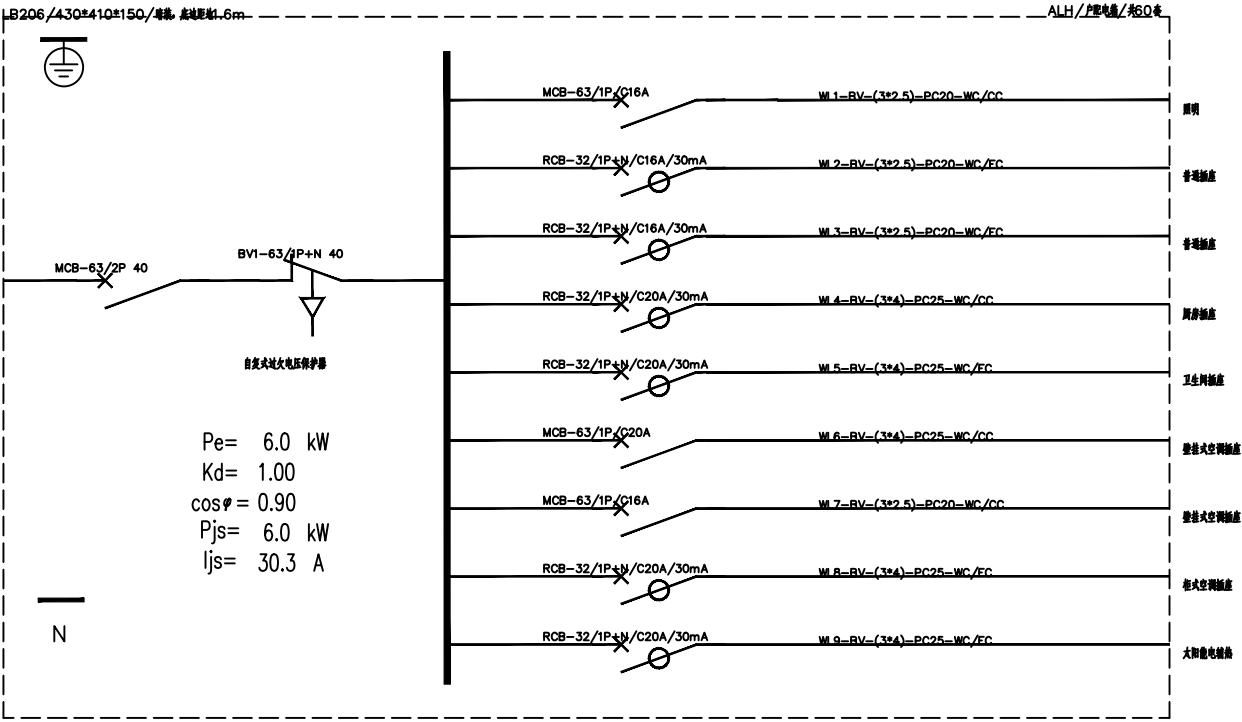 LB206/430*410*150/暗装，底边距地1.6m
ALH/户配电箱/共60套
MCB-63/1P/C16A
WL1-BV-(3*2.5)-PC20-WC/CC
照明
RCB-32/1P+N/C16A/30mA
WL2-BV-(3*2.5)-PC20-WC/FC
普通插座
RCB-32/1P+N/C16A/30mA
WL3-BV-(3*2.5)-PC20-WC/FC
普通插座
MCB-63/2P 40
BV1-63/1P+N 40
自复式过欠电压保护器
RCB-32/1P+N/C20A/30mA
WL4-BV-(3*4)-PC25-WC/CC
厨房插座
RCB-32/1P+N/C20A/30mA
WL5-BV-(3*4)-PC25-WC/FC
卫生间插座
MCB-63/1P/C20A
WL6-BV-(3*4)-PC25-WC/CC
壁挂式空调插座
MCB-63/1P/C16A
WL7-BV-(3*2.5)-PC20-WC/CC
壁挂式空调插座
RCB-32/1P+N/C20A/30mA
WL8-BV-(3*4)-PC25-WC/FC
柜式空调插座
RCB-32/1P+N/C20A/30mA
WL9-BV-(3*4)-PC25-WC/FC
太阳能电辅热
Pe= 6.0 kW
Kd= 1.00
cosφ= 0.90
Pjs= 6.0 kW
Ijs= 30.3 A
N